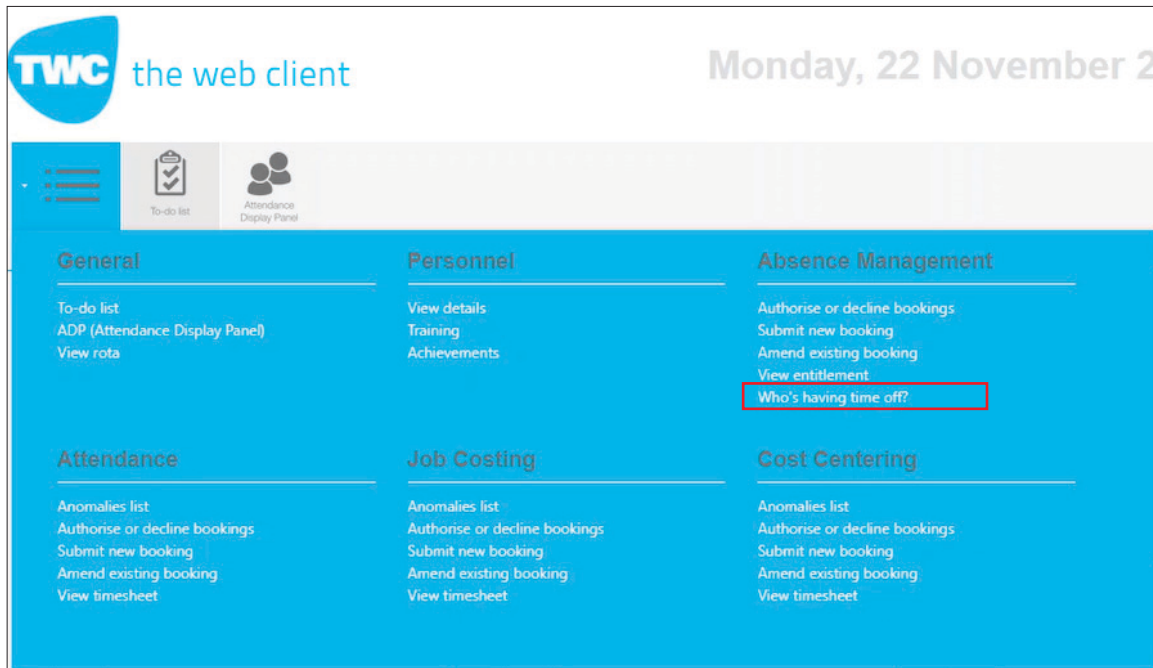 TWC the web client
Monday, 22 November 2
To-do list
Attendance
Display Panel
General
To-do list
ADP (Attendance Display Panel)
View rota
Personnel
View details
Training
Achievements
Absence Management
Authorise or decline bookings
Submit new booking
Amend existing booking
View entitlement
Who's having time off?
Attendance
Anomalies list
Authorise or decline bookings
Submit new booking
Amend existing booking
View timesheet
Job Costing
Anomalies list
Authorise or decline bookings
Submit new booking
Amend existing booking
View timesheet
Cost Centering
Anomalies list
Authorise or decline bookings
Submit new booking
Amend existing booking
View timesheet